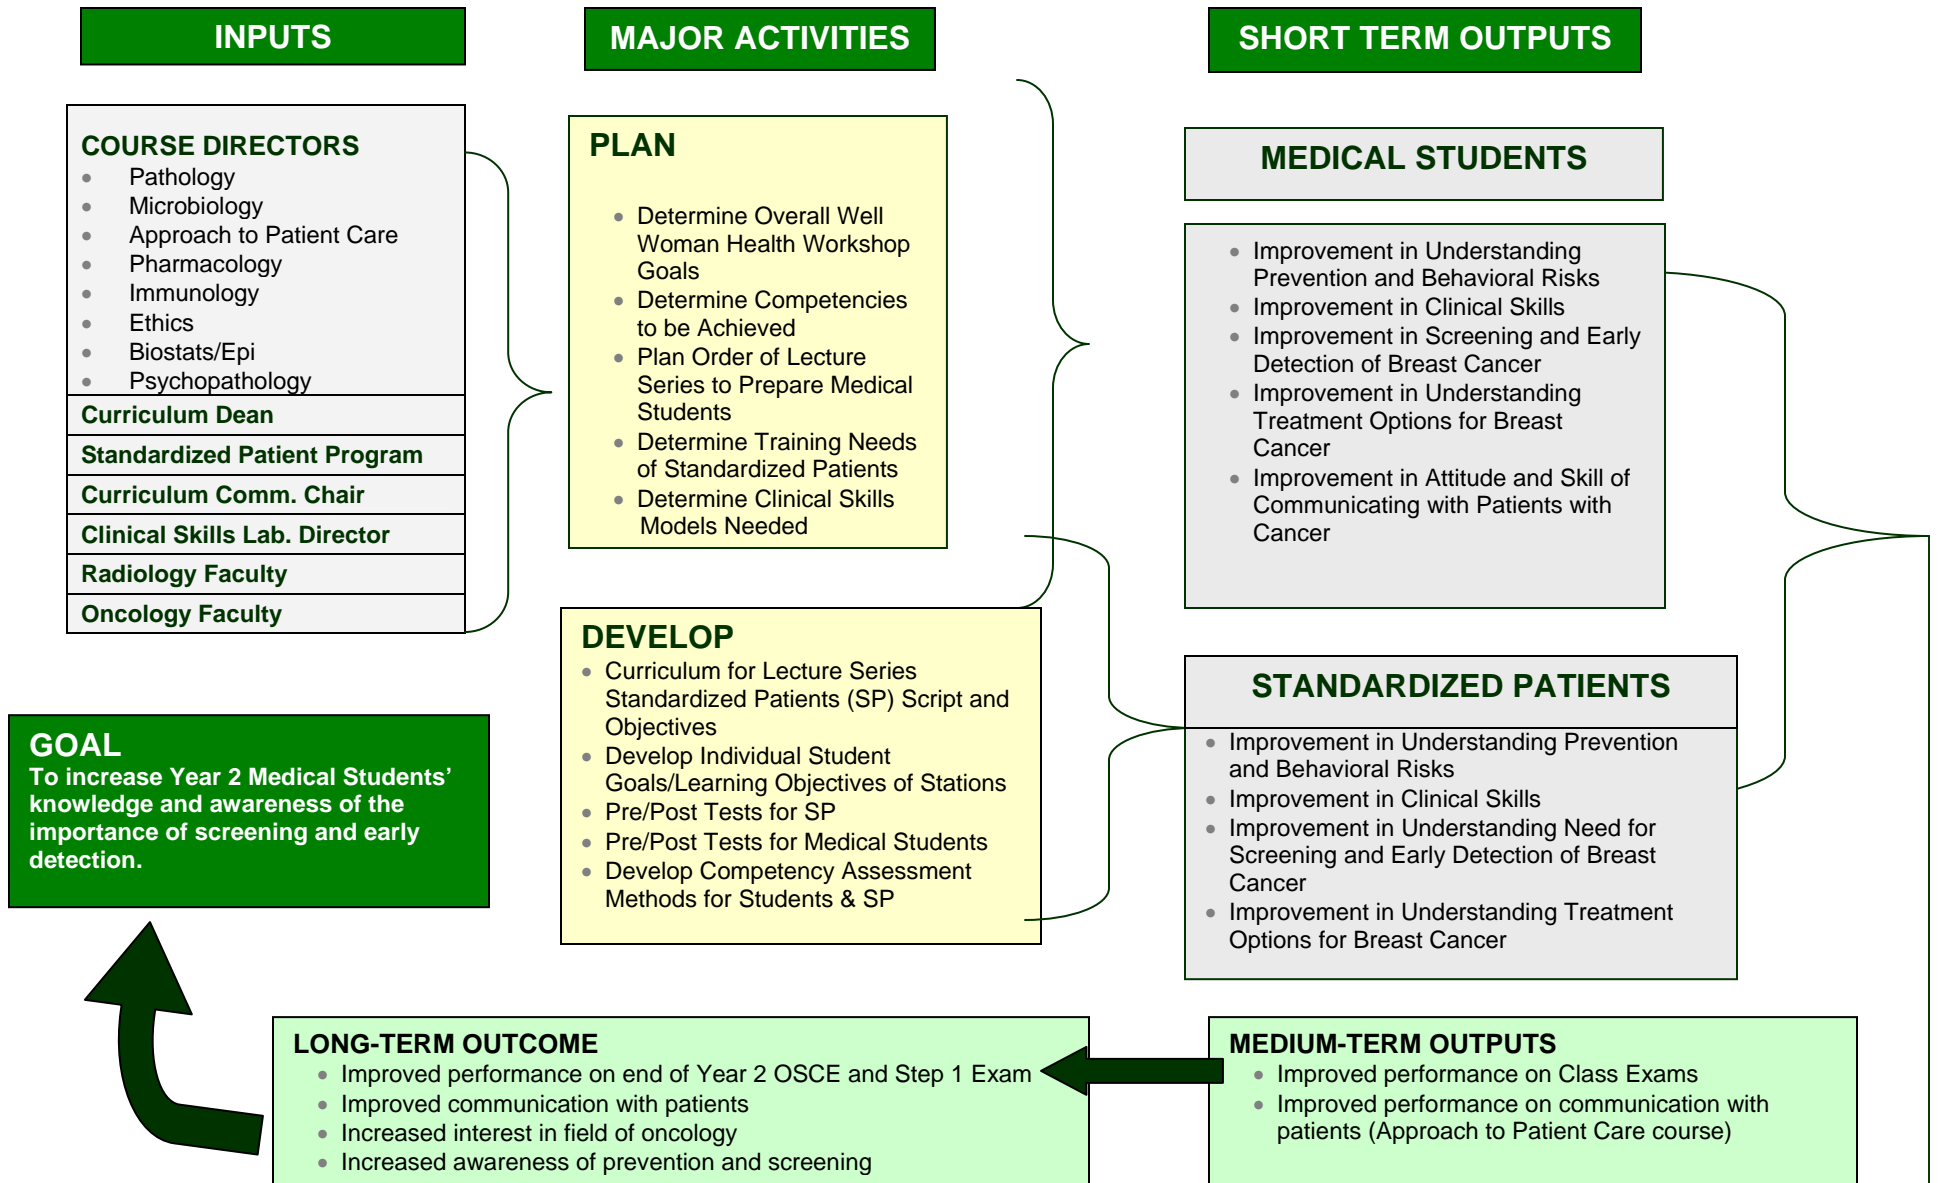 INPUTS
COURSE DIRECTORS
• Pathology
• Microbiology
• Approach to Patient Care
• Pharmacology
• Immunology
• Ethics
• Biostats/Epi
• Psychopathology
Curriculum Dean
Standardized Patient Program
Curriculum Comm. Chair
Clinical Skills Lab. Director
Radiology Faculty
Oncology Faculty
MAJOR ACTIVITIES
PLAN
• Determine Overall Well
Woman Health Workshop
Goals
• Determine Competencies
to be Achieved
• Plan Order of Lecture
Series to Prepare Medical
Students
• Determine Training Needs
of Standardized Patients
• Determine Clinical Skills
Models Needed
DEVELOP
• Curriculum for Lecture Series
Standardized Patients (SP) Script and
Objectives
• Develop Individual Student
Goals/Learning Objectives of Stations
• Pre/Post Tests for SP
• Pre/Post Tests for Medical Students
• Develop Competency Assessment
Methods for Students & SP
SHORT TERM OUTPUTS
MEDICAL STUDENTS
• Improvement in Understanding
Prevention and Behavioral Risks
• Improvement in Clinical Skills
• Improvement in Screening and Early
Detection of Breast Cancer
• Improvement in Understanding
Treatment Options for Breast
Cancer
• Improvement in Attitude and Skill of
Communicating with Patients with
Cancer
STANDARDIZED PATIENTS
• Improvement in Understanding Prevention
and Behavioral Risks
• Improvement in Clinical Skills
• Improvement in Understanding Need for
Screening and Early Detection of Breast
Cancer
• Improvement in Understanding Treatment
Options for Breast Cancer
MEDIUM-TERM OUTPUTS
• Improved performance on Class Exams
• Improved performance on communication with
patients (Approach to Patient Care course)
LONG-TERM OUTCOME
• Improved performance on end of Year 2 OSCE and Step 1 Exam
• Improved communication with patients
• Increased interest in field of oncology
• Increased awareness of prevention and screening
GOAL
To increase Year 2 Medical Students’
knowledge and awareness of the
importance of screening and early
detection.